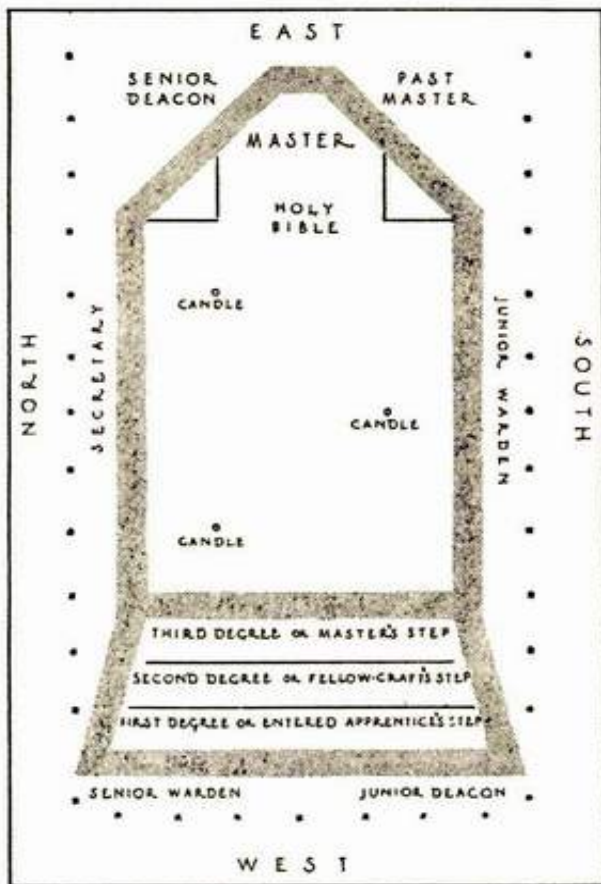 EAST
SENIOR
DEACON
PAST
MASTER
MASTER
HOLY
BIBLE
CANDLE
NORTH
SECRETARY
JUNIOR WARDEN
SOUTH
CANDLE
CANDLE
THIRD DEGREE OR MASTER'S STEP
SECOND DEGREE OR FELLOW-CRAFT'S STEP
FIRST DEGREE OR ENTERED APPRENTICE'S STEP
SENIOR WARDEN
JUNIOR DEACON
WEST